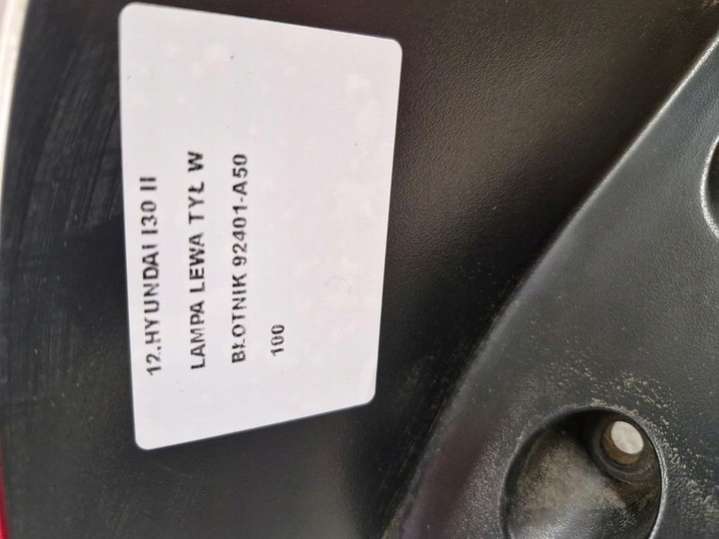 12.HYUNDAI I30 II
LAMPA LEWA TYŁ W
BŁOTNIK 92401-A50
100